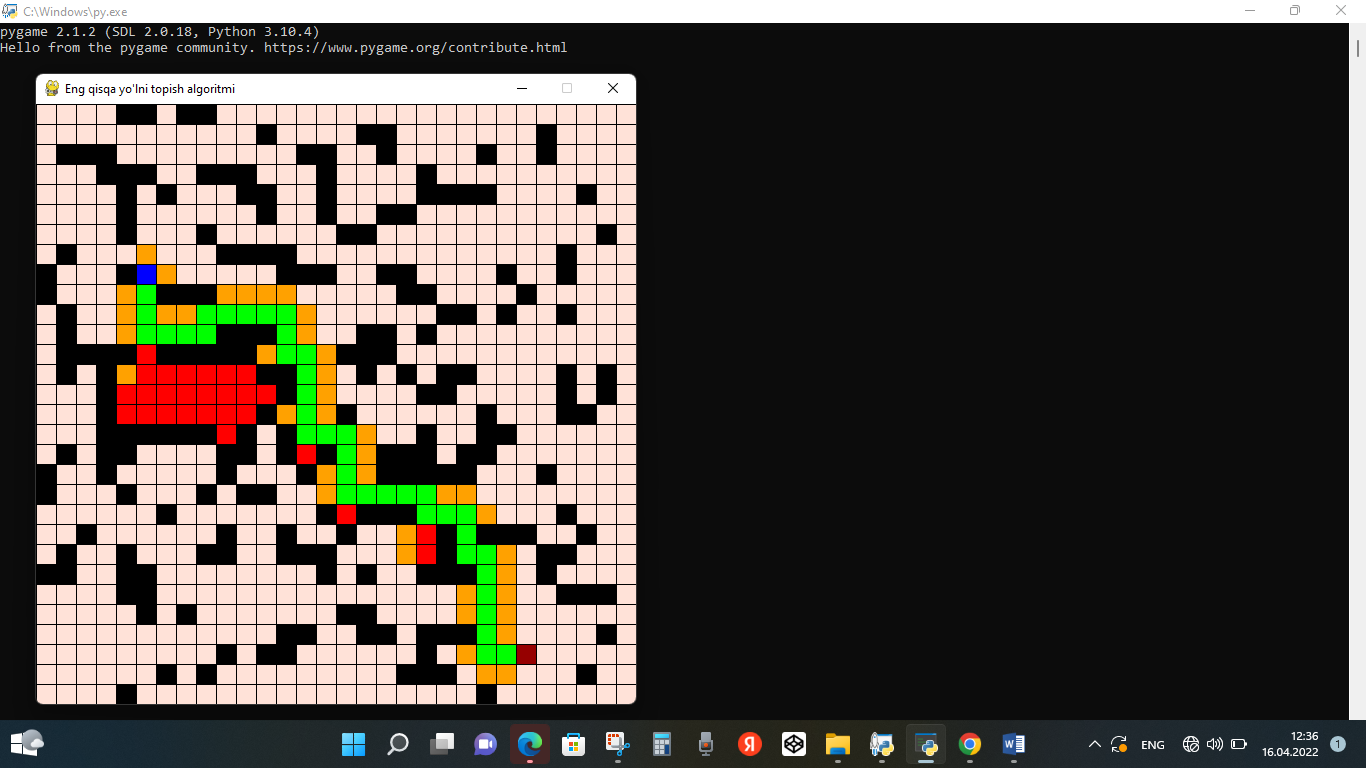 C:\Windows\py.exe
pygame 2.1.2 (SDL 2.0.18, Python 3.10.4)
Hello from the pygame community. https://www.pygame.org/contribute.html
Eng qisqa yo'lni topish algoritmi
ENG
12:36
16.04.2022
1